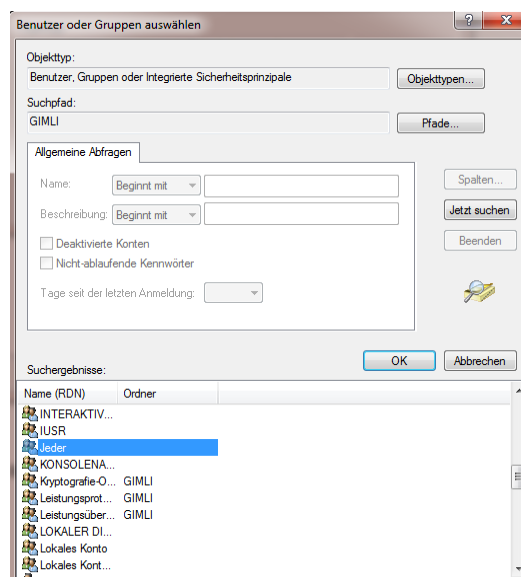 Benutzer oder Gruppen auswählen
Objekttyp:
Benutzer, Gruppen oder Integrierte Sicherheitsprinzipale
Objekttypen...
Suchpfad:
GIMLI
Pfade...
Allgemeine Abfragen
Name:
Beginnt mit
Beschreibung:
Beginnt mit
Deaktivierte Konten
Nicht-ablaufende Kennwörter
Tage seit der letzten Anmeldung:
Spalten...
Jetzt suchen
Beenden
OK
Abbrechen
Suchergebnisse:
Name (RDN) Ordner
INTERAKTIV...
IUSR
Jeder
KONSOLENA...
Kryptografie-O... GIMLI
Leistungsprot... GIMLI
Leistungsüber... GIMLI
LOKALER DI...
Lokales Konto
Lokales Kont...